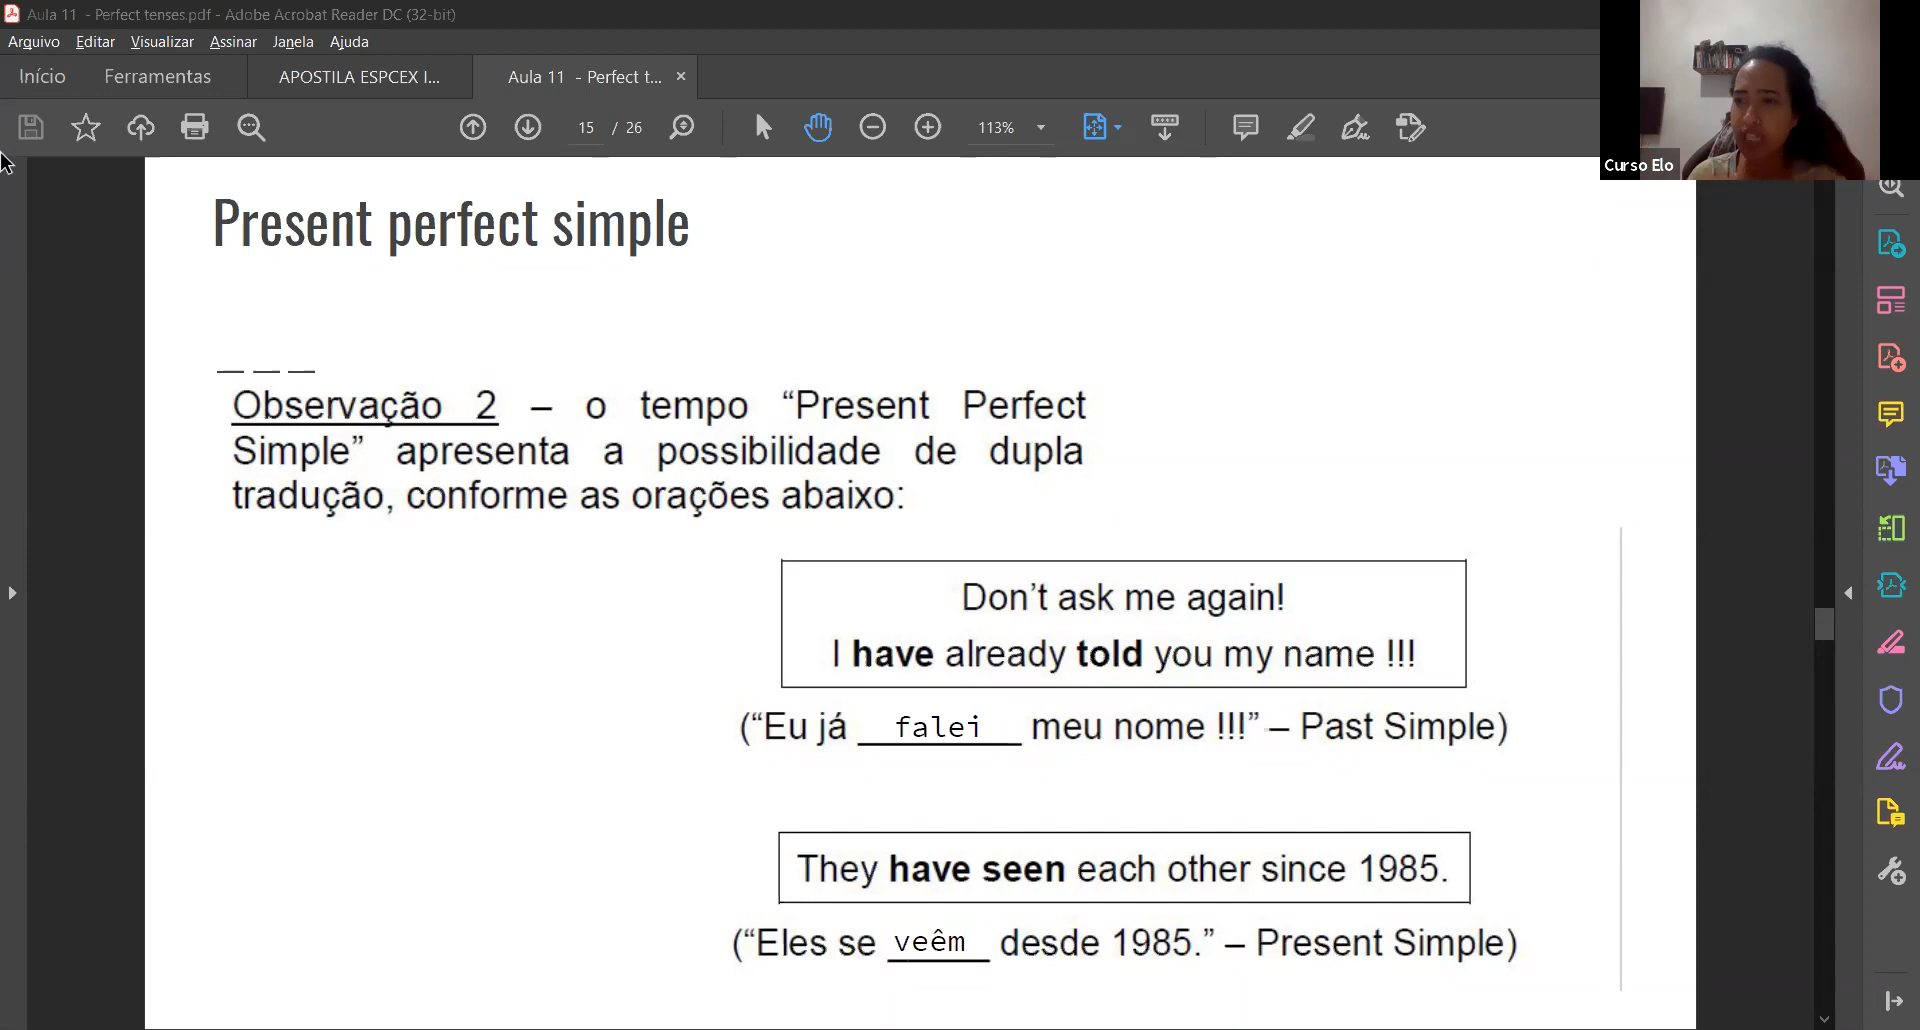 Aula 11 - Perfect tenses.pdf - Adobe Acrobat Reader DC (32-bit)
Arquivo Editar Visualizar Assinar Janela Ajuda
Início Ferramentas APOSTILA ESPCEX I... Aula 11 - Perfect t... ×
15 / 26 113%
Curso Elo
Present perfect simple
Observação 2 – o tempo “Present Perfect
Simple” apresenta a possibilidade de dupla
tradução, conforme as orações abaixo:
Don’t ask me again!
I have already told you my name !!!
(“Eu já falei meu nome !!!” – Past Simple)
They have seen each other since 1985.
(“Eles se veêm desde 1985.” – Present Simple)